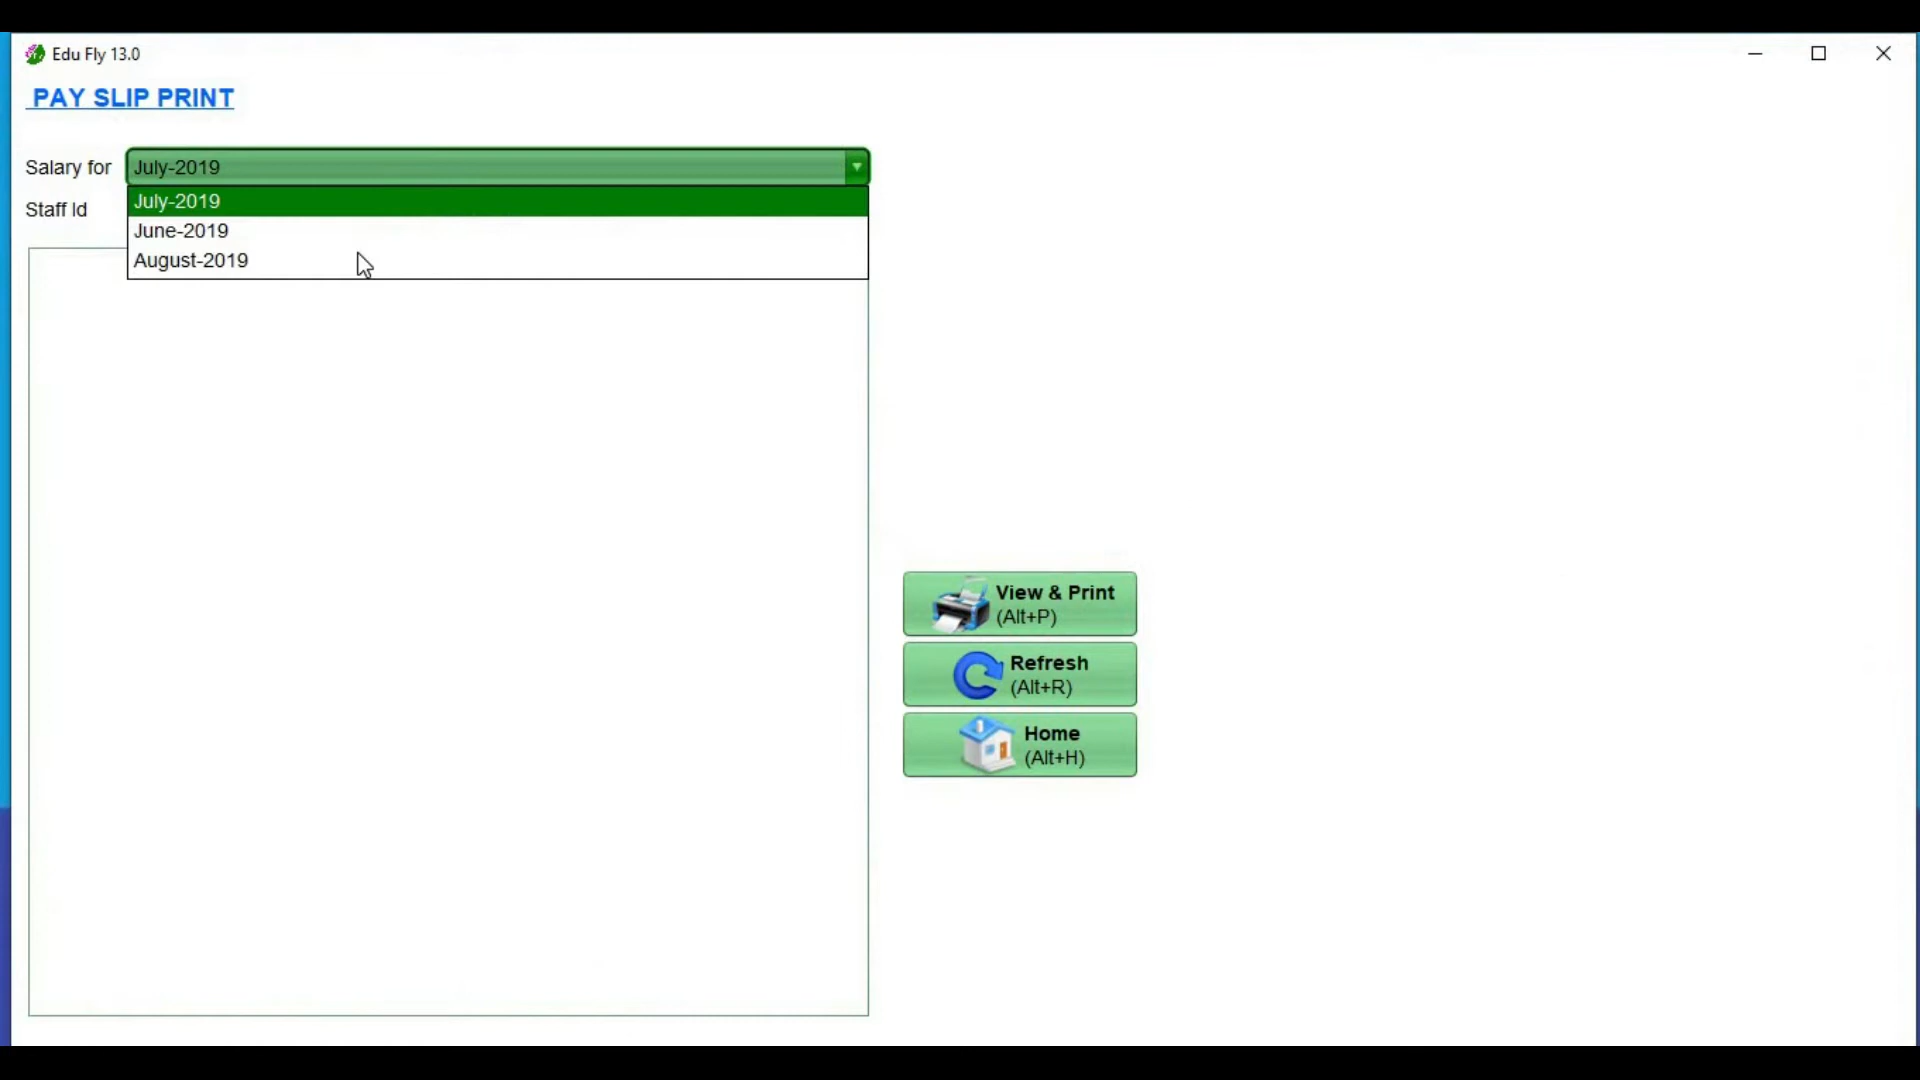 Edu Fly 13.0
PAY SLIP PRINT
Salary for July-2019
July-2019
Staff Id
June-2019
August-2019
View & Print
(Alt+P)
Refresh
(Alt+R)
Home
(Alt+H)